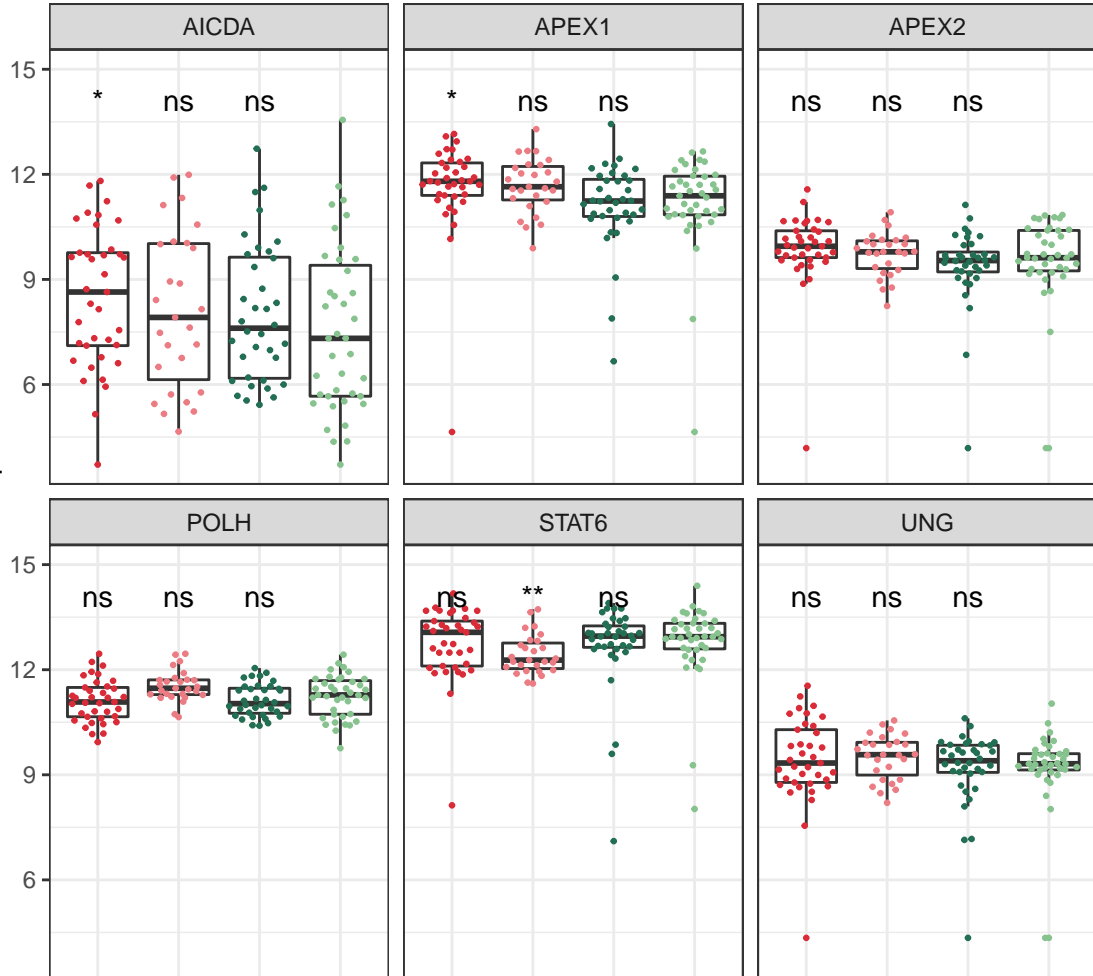 AICDA APEX1 APEX2
15
* ns ns * ns ns ns ns ns
12
9
6
POLH STAT6 UNG
15
ns ns ns ns ** ns ns ns ns
12
9
6